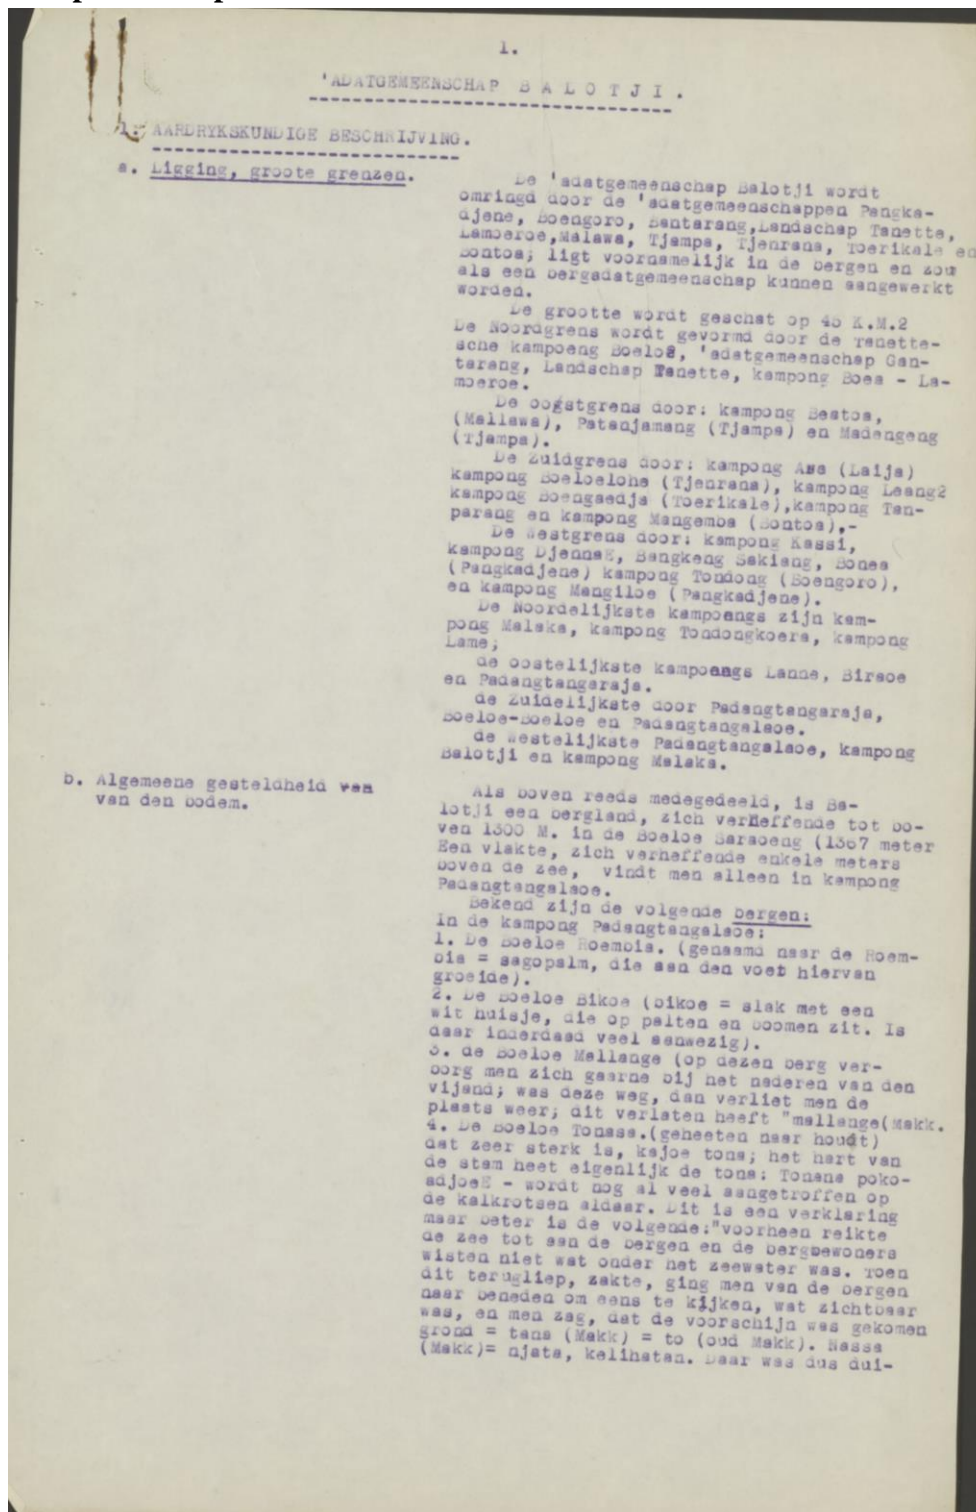 1.
'ADATGEMEENSCHAP B A L O T J I .
1. AARDRYKSKUNDIGE BESCHRIJVING.
a. Ligging, groote grenzen.
De 'adatgemeenschap Balotji wordt
omringd door de 'adatgemeenschappen Pangka-
djene, Boengoro, Bantarang,Landschap Tanette,
Lamoeroe,Malawa, Tjampa, Tjenrana, Toerikale en
Bontoa; ligt voornamelijk in de bergen en zou
als een bergadatgemeenschap kunnen aangewerkt
worden.
De grootte wordt geschat op 45 K.M.2
De Noordgrens wordt gevormd door de Tanette-
sche kampoeng Boeloa, 'adatgemeenschap Gan-
tarang, Landschap Tanette, kampong Boea - La-
moeroe.
De oogstgrens door: kampong Bestoa,
(Mallawa), Patanjamang (Tjampa) en Madengeng
(Tjampa).
De Zuidgrens door: kampong Asa (Laija)
kampong Boeloelohe (Tjenrana), kampong Leang2
kampong Boengaedja (Toerikale),kampong Tan-
parang en kampong Mangemba (Bontoa),-
De Westgrens door: kampong Kassi,
kampong DjennaE, Bangkeng Sakiang, Bonea
(Pangkadjene) kampong Tondong (Boengoro),
en kampong Mangiloe (Pangkadjene).
De Noordelijkste kampoengs zijn kam-
pong Malaka, kampong Tondongkoera, kampong
Lame;
de oostelijkste kampoengs Lanne, Biraoe
en Padangtangaraja.
de Zuidelijkste door Padangtangaraja,
Boeloe-Boeloe en Padangtangalaoe.
de westelijkste Padangtangalaoe, kampong
Balotji en kampong Malaka.
b. Algemeene gesteldheid van
van den bodem.
Als boven reeds medegedeeld, is Ba-
lotji een bergland, zich verheffende tot bo-
ven 1300 M. in de Boeloe Saraoeng (1367 meter
Een vlakte, zich verheffende enkele meters
boven de zee, vindt men alleen in kampong
Padangtangalaoe.
Bekend zijn de volgende bergen:
In de kampong Padangtangalaoe:
1. De Boeloe Roembia. (genaamd naar de Roem-
bia = sagopalm, die aan den voet hiervan
groeide).
2. De Boeloe Bikoe (bikoe = slak met een
wit huisje, die op palten en boomen zit. Is
daar inderdaad veel aanwezig).
3. de Boeloe Mallange (op dezen berg ver-
borg men zich gaarne bij het naderen van den
vijand; was deze weg, dan verliet men de
plaats weer; dit verlaten heeft "mallange(Makk.
4. De Boeloe Tonasa.(geheeten naar houdt)
dat zeer sterk is, kajoe tona; het hart van
de stam heet eigenlijk de tona: Tonana poko-
adjoeE - wordt nog al veel aangetroffen op
de kalkrotsen aldaar. Dit is een verklaring
maar beter is de volgende:"voorheen reikte
de zee tot aan de bergen en de bergbewoners
wisten niet wat onder het zeewater was. Toen
dit terugliep, zakte, ging men van de bergen
naar beneden om eens te kijken, wat zichtbaar
was, en men zag, dat de voorschijn was gekomen
grond = tana (Makk) = to (oud Makk). Nassa
(Makk)= njata, kelihatan. Daar was dus dui-